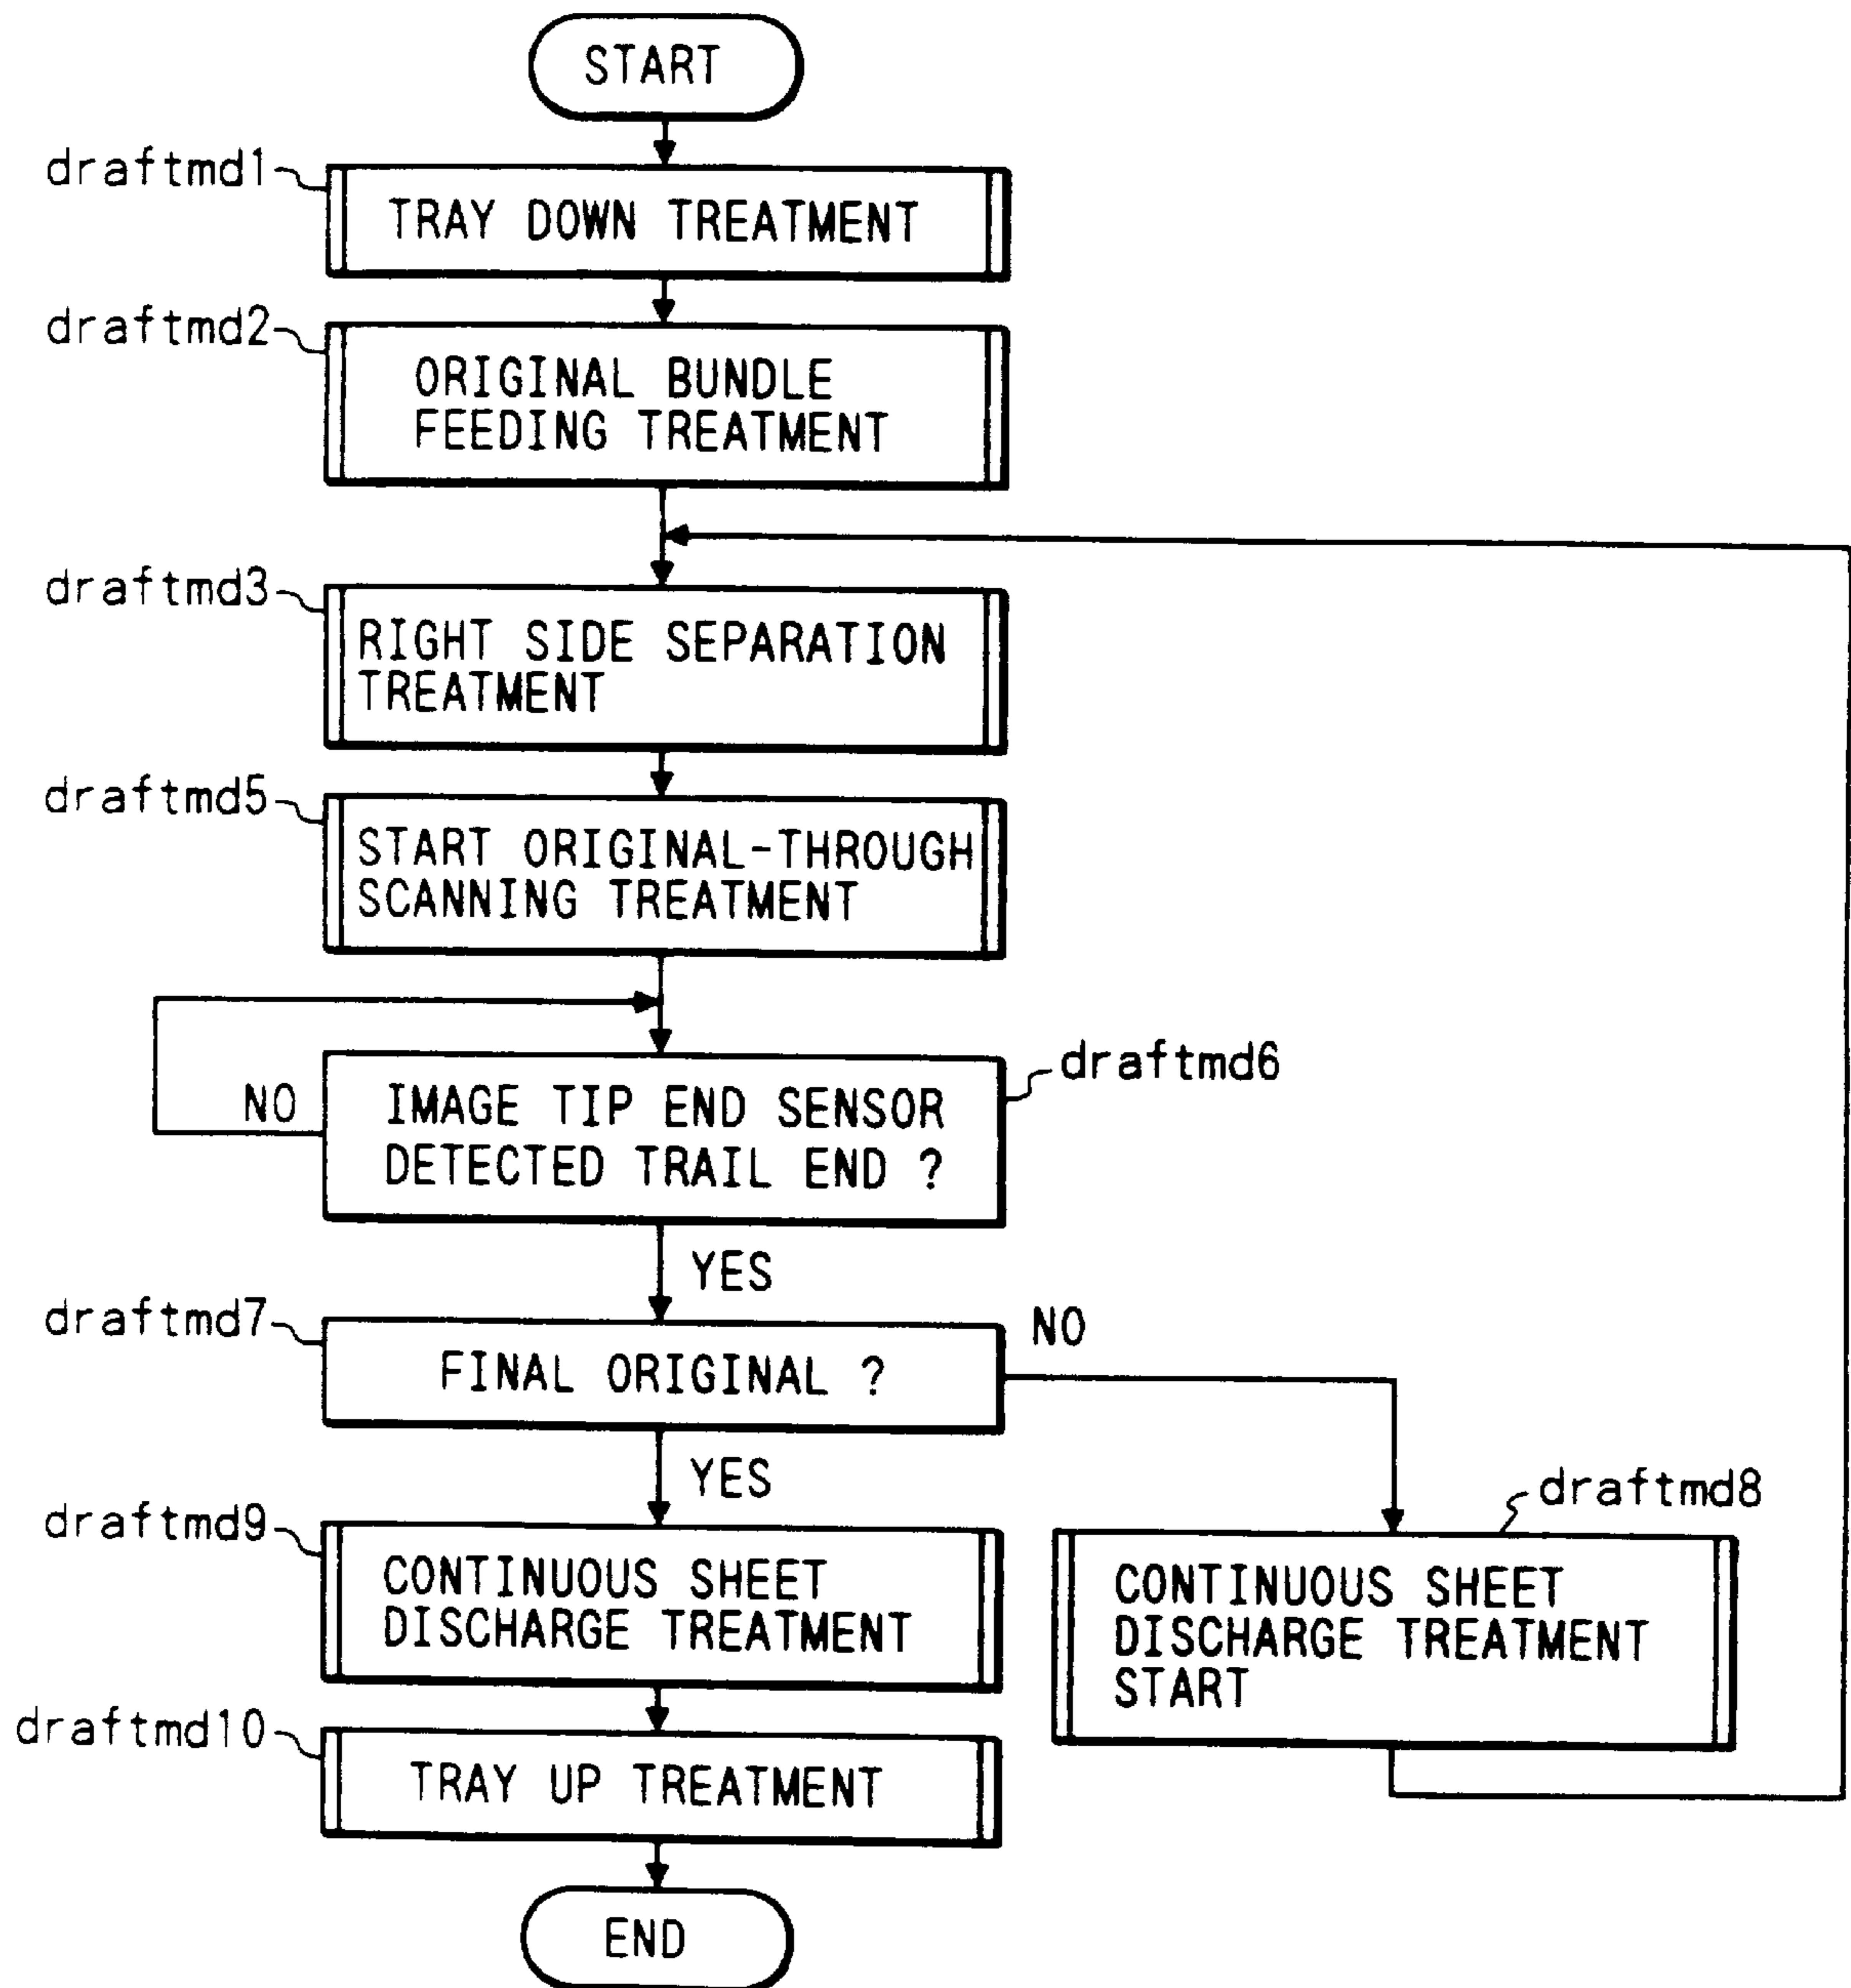 START
draftmd1
TRAY DOWN TREATMENT
draftmd2
ORIGINAL BUNDLE
FEEDING TREATMENT
draftmd3
RIGHT SIDE SEPARATION
TREATMENT
draftmd5
START ORIGINAL-THROUGH
SCANNING TREATMENT
draftmd6
NO
IMAGE TIP END SENSOR
DETECTED TRAIL END ?
YES
draftmd7
NO
FINAL ORIGINAL ?
YES
draftmd9
CONTINUOUS SHEET
DISCHARGE TREATMENT
draftmd8
CONTINUOUS SHEET
DISCHARGE TREATMENT
START
draftmd10
TRAY UP TREATMENT
END